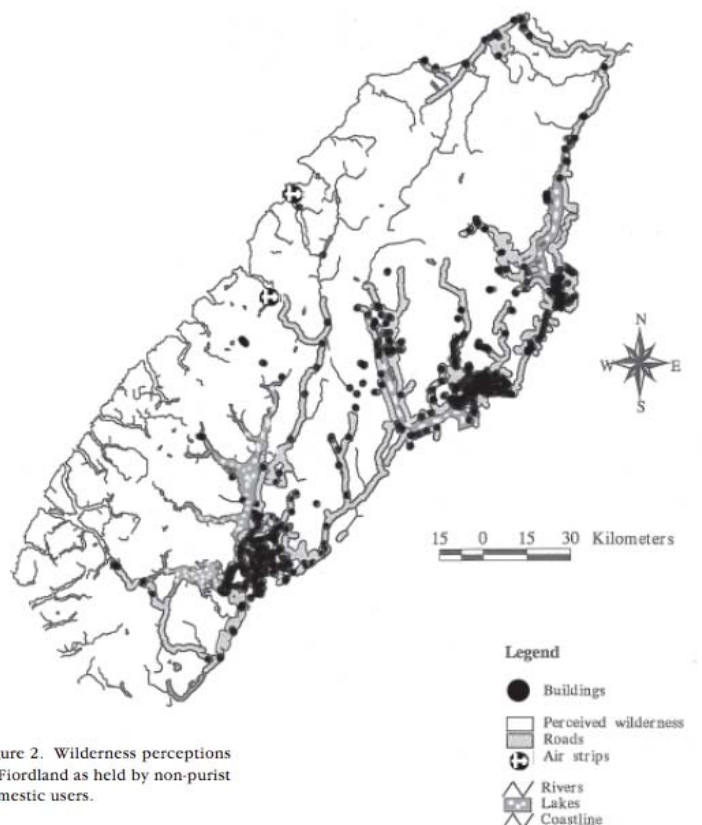 N
W E
S
15 0 15 30 Kilometers
Legend
Buildings
Perceived wilderness
Roads
Air strips
Rivers
Lakes
Coastline
ure 2. Wilderness perceptions
Fiordland as held by non-purist
mestic users.